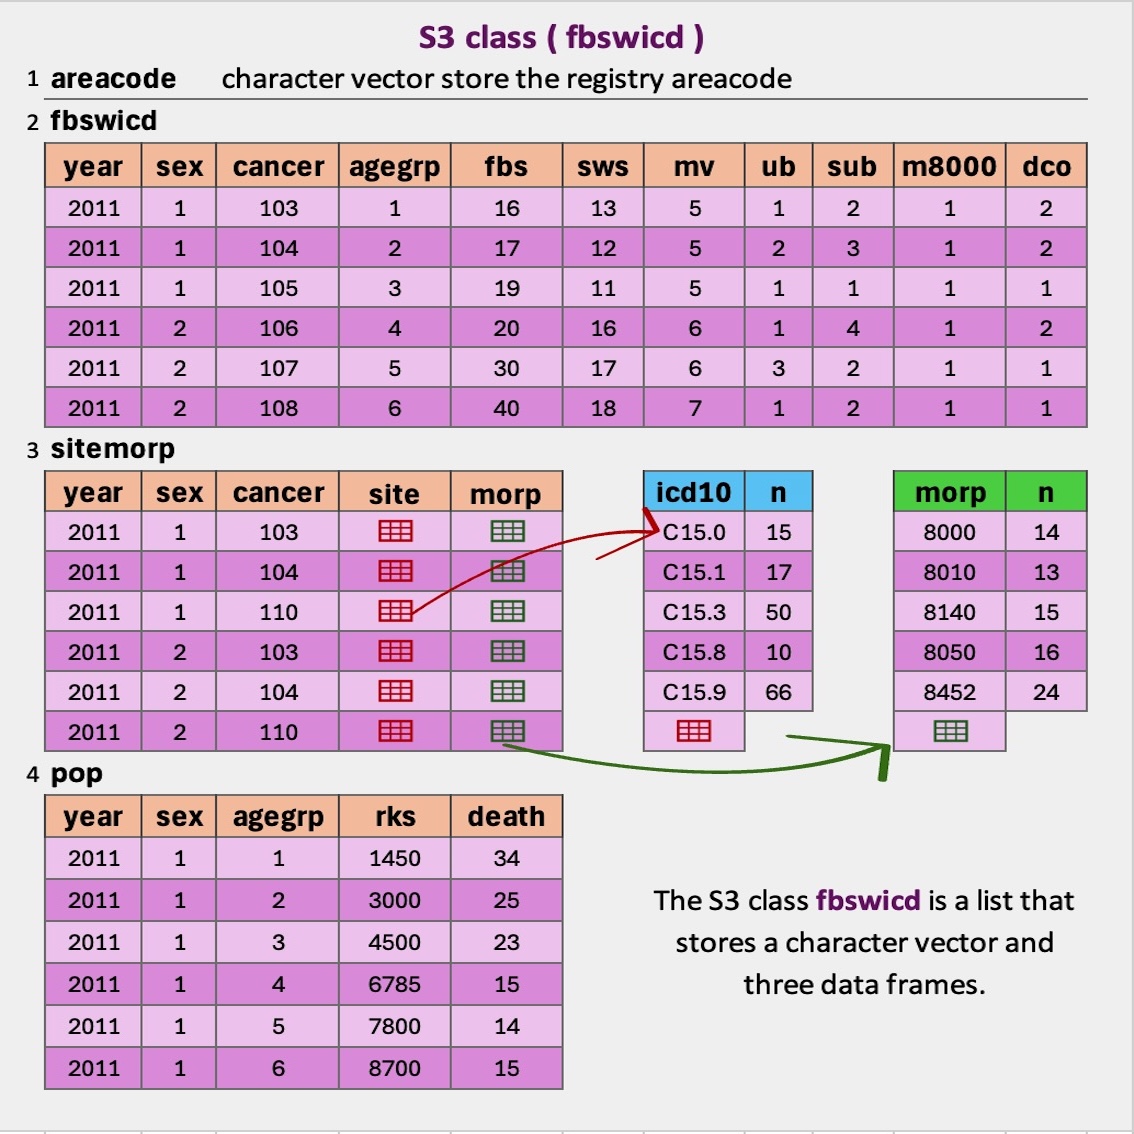 S3 class ( fbswicd )
1 areacode character vector store the registry areacode
2 fbswicd
year sex cancer agegrp fbs sws mv ub sub m8000 dco
2011 1 103 1 16 13 5 1 2 1 2
2011 1 104 2 17 12 5 2 3 1 2
2011 1 105 3 19 11 5 1 1 1 1
2011 2 106 4 20 16 6 1 4 1 2
2011 2 107 5 30 17 6 3 2 1 1
2011 2 108 6 40 18 7 1 2 1 1
3 sitemorp
year sex cancer site morp icd10 n morp n
2011 1 103 C15.0 15 8000 14
2011 1 104 C15.1 17 8010 13
2011 1 110 C15.3 50 8140 15
2011 2 103 C15.8 10 8050 16
2011 2 104 C15.9 66 8452 24
2011 2 110
4 pop
year sex agegrp rks death
2011 1 1 1450 34
2011 1 2 3000 25
2011 1 3 4500 23
2011 1 4 6785 15
2011 1 5 7800 14
2011 1 6 8700 15
The S3 class fbswicd is a list that
stores a character vector and
three data frames.